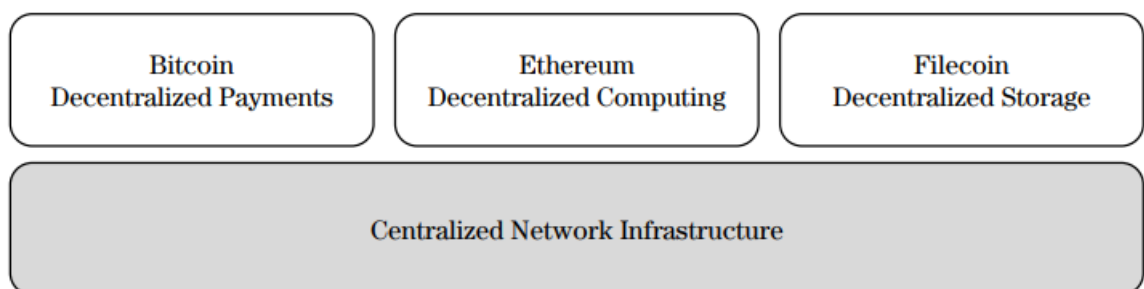 Bitcoin
Decentralized Payments
Ethereum
Decentralized Computing
Filecoin
Decentralized Storage
Centralized Network Infrastructure